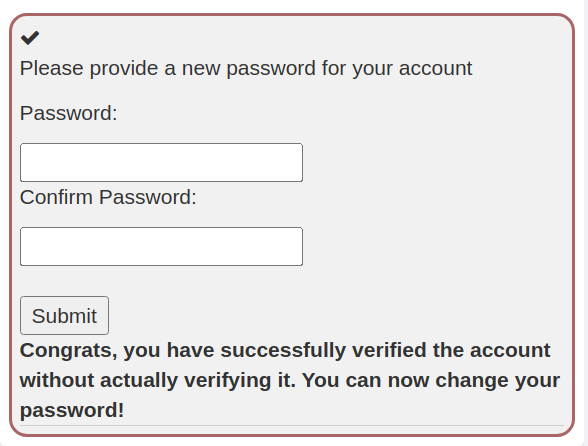 Please provide a new password for your account
Password:
Confirm Password:
Submit
Congrats, you have successfully verified the account
without actually verifying it. You can now change your
password!